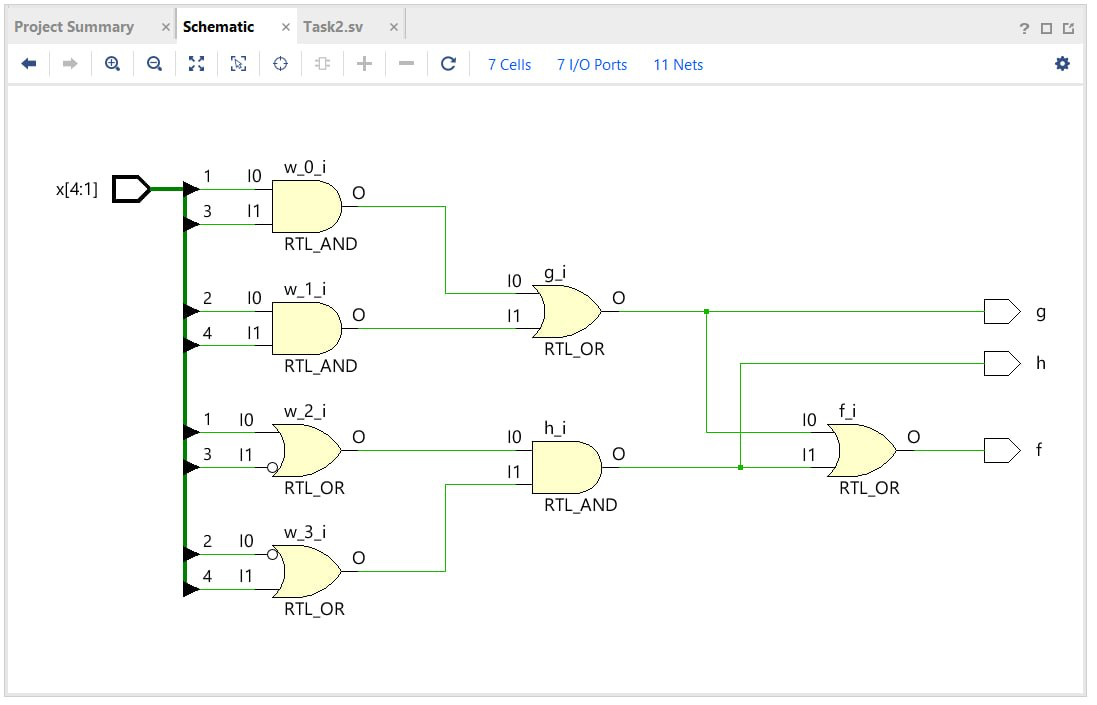 Project Summary × Schematic × Task2.sv × ?
7 Cells 7 I/O Ports 11 Nets
x[4:1]
w_0_i
1 I0
3 I1
O
RTL_AND
w_1_i
2 I0
4 I1
O
RTL_AND
w_2_i
1 I0
3 I1
O
RTL_OR
w_3_i
2 I0
4 I1
O
RTL_OR
g_i
I0
I1
O
RTL_OR
h_i
I0
I1
O
RTL_AND
f_i
I0
I1
O
RTL_OR
g
h
f